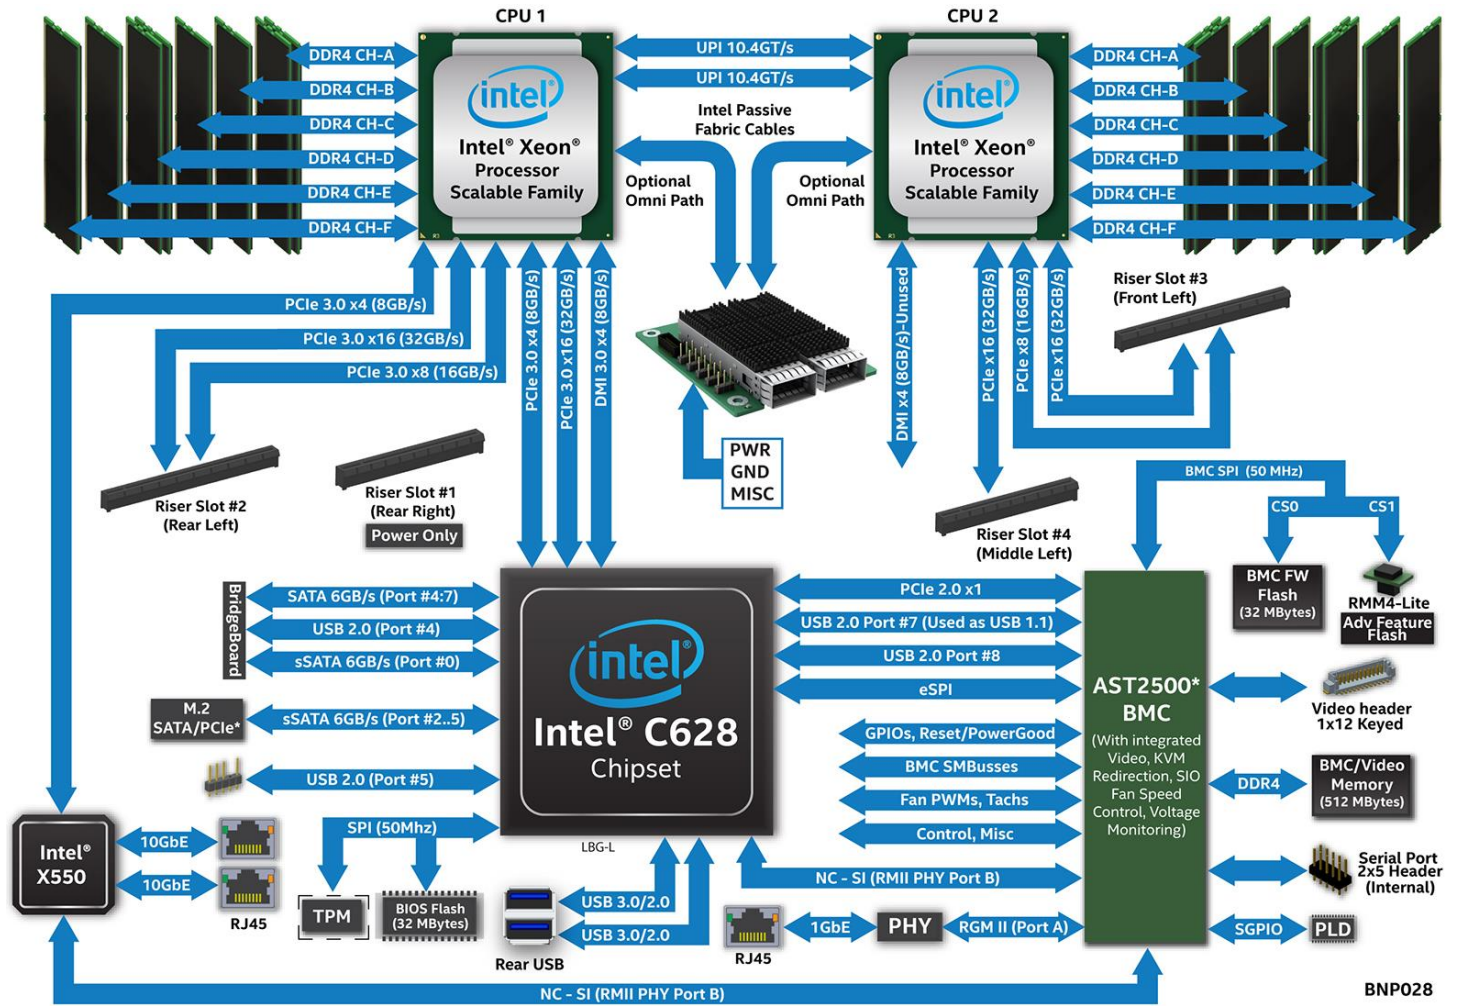 CPU 1
CPU 2
DDR4 CH-A
DDR4 CH-B
DDR4 CH-C
DDR4 CH-D
DDR4 CH-E
DDR4 CH-F
intel®
Intel® Xeon®
Processor
Scalable Family
UPI 10.4GT/s
UPI 10.4GT/s
Intel Passive
Fabric Cables
Optional
Omni Path
Optional
Omni Path
intel®
Intel® Xeon®
Processor
Scalable Family
DDR4 CH-A
DDR4 CH-B
DDR4 CH-C
DDR4 CH-D
DDR4 CH-E
DDR4 CH-F
PCIe 3.0 x4 (8GB/s)
PCIe 3.0 x16 (32GB/s)
PCIe 3.0 x8 (16GB/s)
PCIe 3.0 x4 (8GB/s)
PCIe 3.0 x16 (32GB/s)
DMI 3.0 x4 (8GB/s)
DMI x4 (8GB/s)-Unused
PCIe x16 (32GB/s)
PCIe x8 (16GB/s)
PCIe x16 (32GB/s)
Riser Slot #3
(Front Left)
PWR
GND
MISC
Riser Slot #2
(Rear Left)
Riser Slot #1
(Rear Right)
Power Only
Riser Slot #4
(Middle Left)
BMC SPI (50 MHz)
CS0
CS1
BMC FW
Flash
(32 MBytes)
RMM4-Lite
Adv Feature
Flash
BridgeBoard
SATA 6GB/s (Port #4:7)
USB 2.0 (Port #4)
sSATA 6GB/s (Port #0)
M.2
SATA/PCIe*
sSATA 6GB/s (Port #2..5)
USB 2.0 (Port #5)
SPI (50Mhz)
intel®
Intel® C628
Chipset
LBG-L
PCIe 2.0 x1
USB 2.0 Port #7 (Used as USB 1.1)
USB 2.0 Port #8
eSPI
GPIOs, Reset/PowerGood
BMC SMBusses
Fan PWMs, Tachs
Control, Misc
NC - SI (RMII PHY Port B)
AST2500*
BMC
(With integrated
Video, KVM
Redirection, SIO
Fan Speed
Control, Voltage
Monitoring)
Video header
1x12 Keyed
DDR4
BMC/Video
Memory
(512 MBytes)
Serial Port
2x5 Header
(Internal)
SGPIO
PLD
Intel®
X550
10GbE
10GbE
RJ45
TPM
BIOS Flash
(32 MBytes)
USB 3.0/2.0
USB 3.0/2.0
Rear USB
RJ45
1GbE
PHY
RGM II (Port A)
NC - SI (RMII PHY Port B)
BNP028